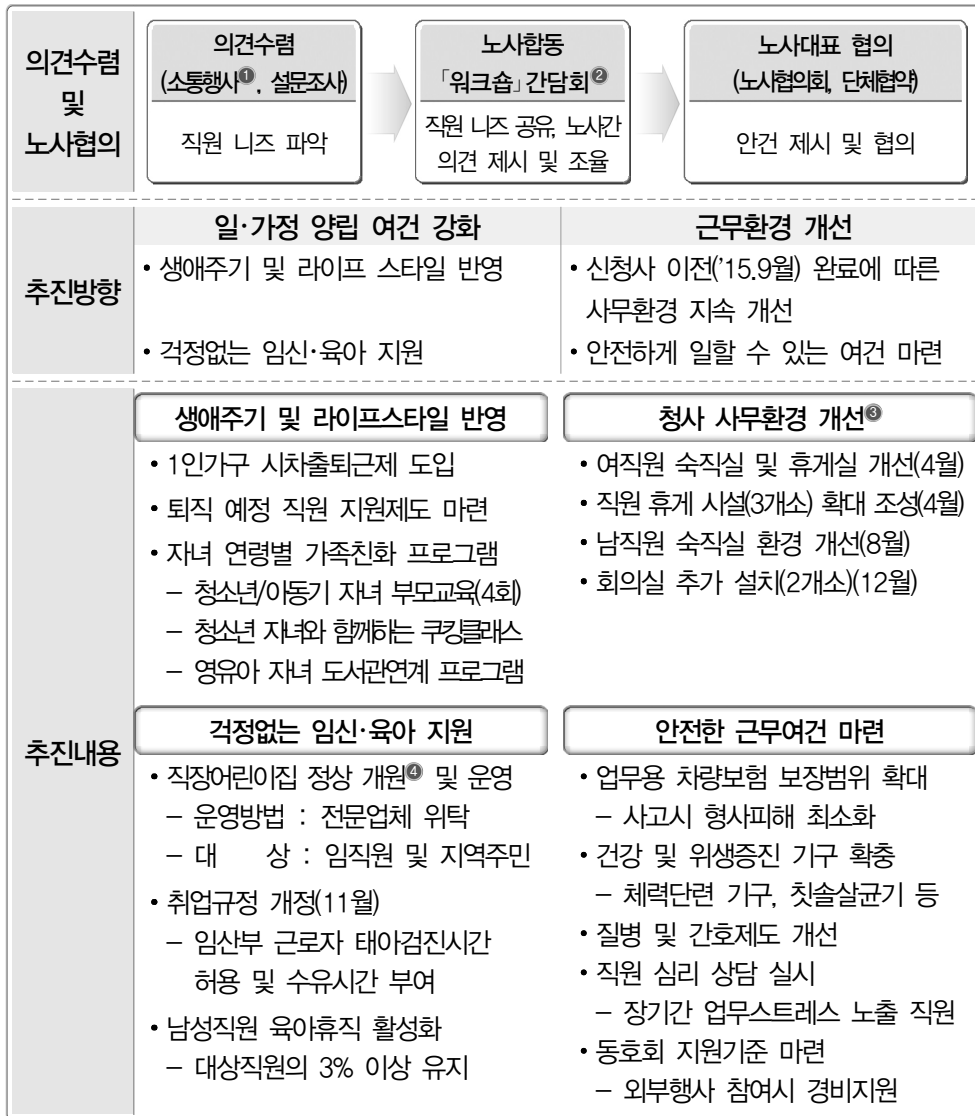 의견수렴
및
노사협의
의견수렴
(소통행사❶, 설문조사)
직원 니즈 파악
노사합동
「워크숍」간담회❷
직원 니즈 공유, 노사간
의견 제시 및 조율
노사대표 협의
(노사협의회, 단체협약)
안건 제시 및 협의
추진방향
일·가정 양립 여건 강화
• 생애주기 및 라이프 스타일 반영
• 걱정없는 임신·육아 지원
근무환경 개선
• 신청사 이전('15.9월) 완료에 따른
사무환경 지속 개선
• 안전하게 일할 수 있는 여건 마련
추진내용
생애주기 및 라이프스타일 반영
• 1인가구 시차출퇴근제 도입
• 퇴직 예정 직원 지원제도 마련
• 자녀 연령별 가족친화 프로그램
– 청소년/아동기 자녀 부모교육(4회)
– 청소년 자녀와 함께하는 쿠킹클래스
– 영유아 자녀 도서관연계 프로그램
청사 사무환경 개선❸
• 여직원 숙직실 및 휴게실 개선(4월)
• 직원 휴게 시설(3개소) 확대 조성(4월)
• 남직원 숙직실 환경 개선(8월)
• 회의실 추가 설치(2개소)(12월)
걱정없는 임신·육아 지원
• 직장어린이집 정상 개원❹ 및 운영
– 운영방법 : 전문업체 위탁
– 대 상 : 임직원 및 지역주민
• 취업규정 개정(11월)
– 임산부 근로자 태아검진시간
허용 및 수유시간 부여
• 남성직원 육아휴직 활성화
– 대상직원의 3% 이상 유지
안전한 근무여건 마련
• 업무용 차량보험 보장범위 확대
– 사고시 형사피해 최소화
• 건강 및 위생증진 기구 확충
– 체력단련 기구, 칫솔살균기 등
• 질병 및 간호제도 개선
• 직원 심리 상담 실시
– 장기간 업무스트레스 노출 직원
• 동호회 지원기준 마련
– 외부행사 참여시 경비지원